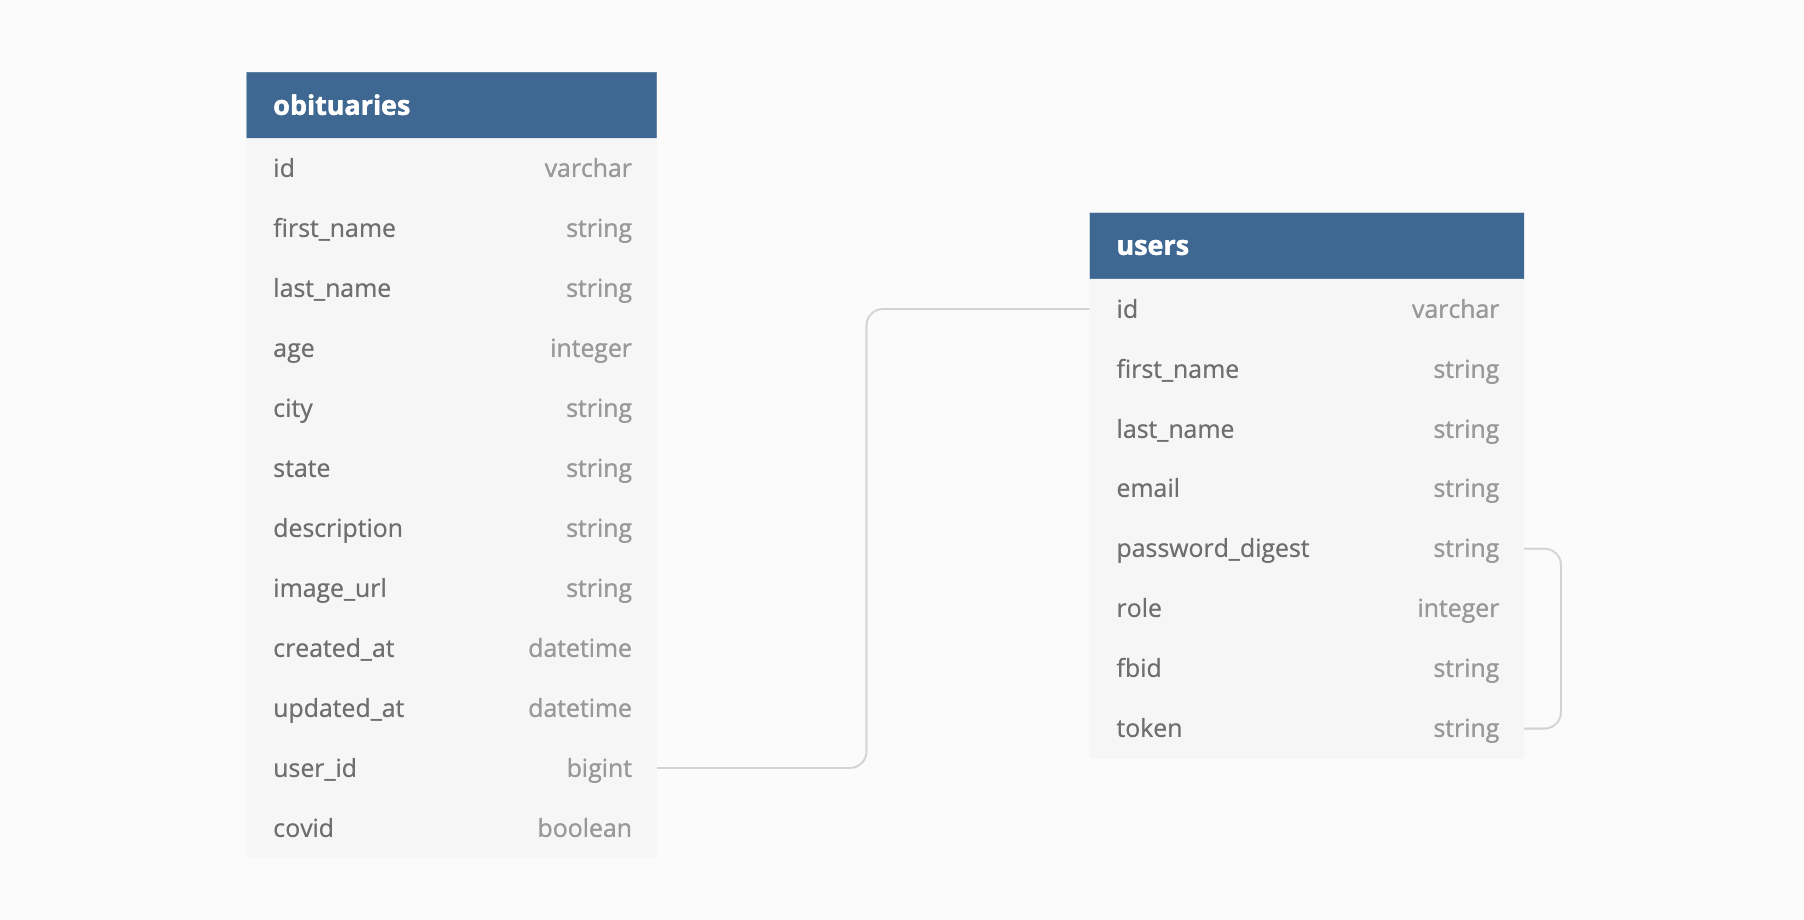 obituaries
id varchar
first_name string
last_name string
age integer
city string
state string
description string
image_url string
created_at datetime
updated_at datetime
user_id bigint
covid boolean
users
id varchar
first_name string
last_name string
email string
password_digest string
role integer
fbid string
token string